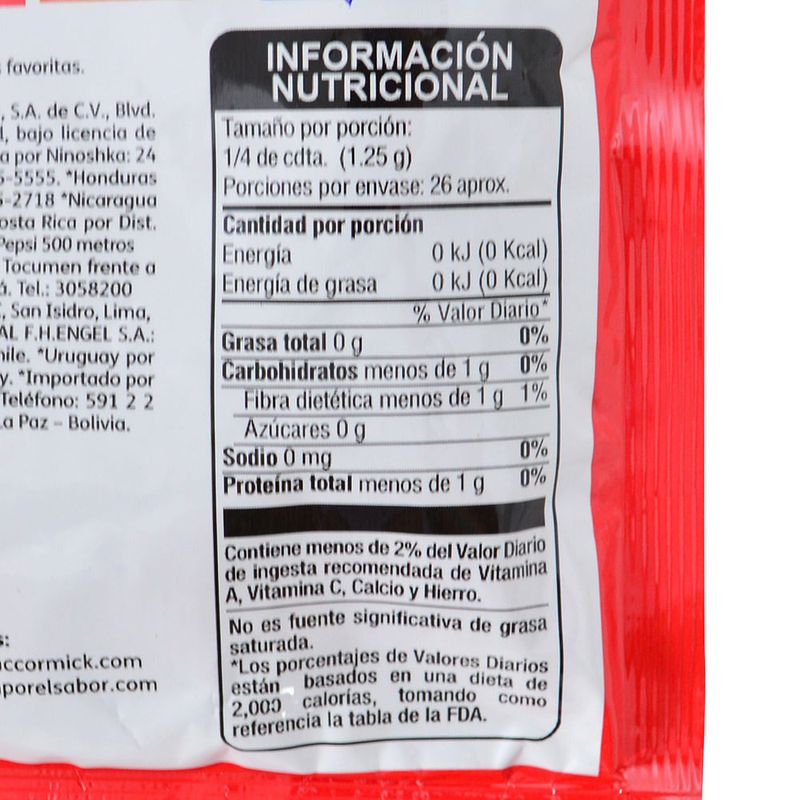 favoritas.
, S.A. de C.V., Blvd.
, bajo licencia de
a por Ninoshka: 24
-5555. *Honduras
-2718 *Nicaragua
osta Rica por Dist.
Pepsi 500 metros
Tocumen frente a
á. Tel.: 3058200
, San Isidro, Lima,
AL F.H.ENGEL S.A.:
hile. *Uruguay por
y. *Importado por
Teléfono: 591 2 2
La Paz – Bolivia.
s:
ccormick.com
porelsabor.com
INFORMACIÓN
NUTRICIONAL
Tamaño por porción:
1/4 de cdta. (1.25 g)
Porciones por envase: 26 aprox.
Cantidad por porción
Energía 0 kJ (0 Kcal)
Energía de grasa 0 kJ (0 Kcal)
% Valor Diario*
Grasa total 0 g 0%
Carbohidratos menos de 1 g 0%
Fibra dietética menos de 1 g 1%
Azúcares 0 g
Sodio 0 mg 0%
Proteína total menos de 1 g 0%
Contiene menos de 2% del Valor Diario
de ingesta recomendada de Vitamina
A, Vitamina C, Calcio y Hierro.
No es fuente significativa de grasa
saturada.
*Los porcentajes de Valores Diarios
están basados en una dieta de
2,000 calorías, tomando como
referencia la tabla de la FDA.